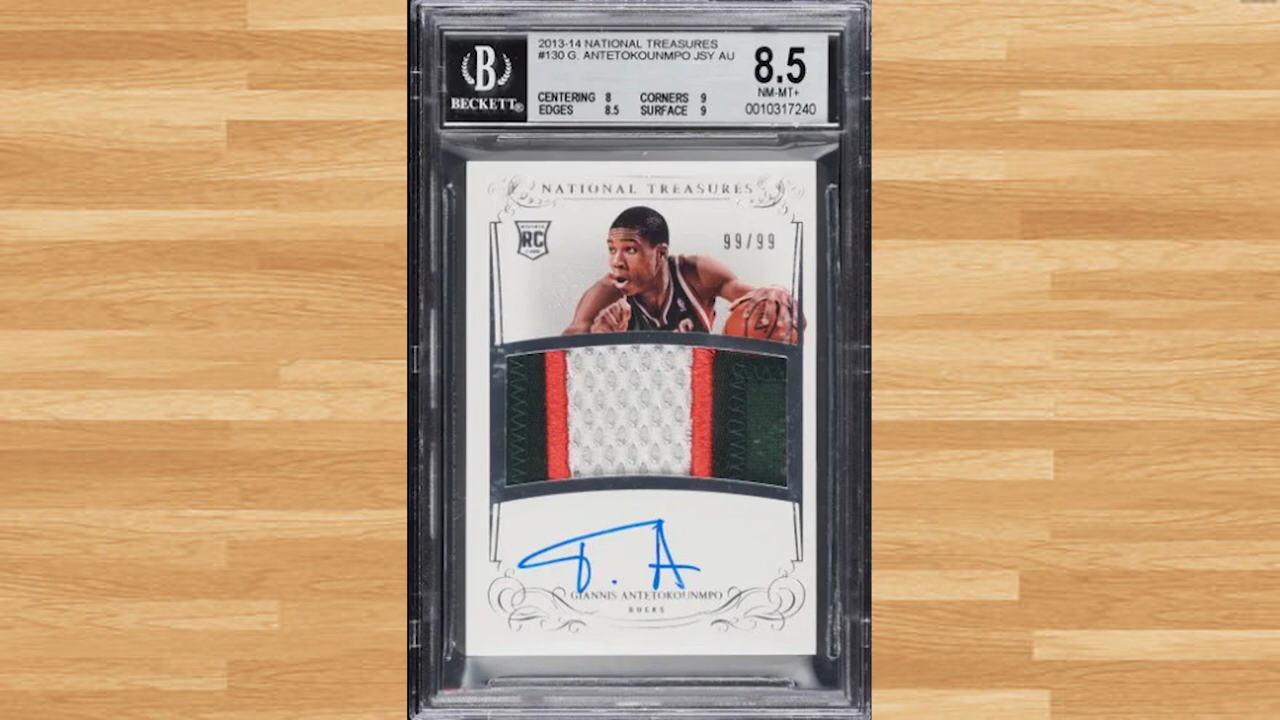 2013-14 NATIONAL TREASURES
#130 G. ANTETOKOUNMPO JSY AU
8.5
NM-MT+
0010317240
B
BECKETT®
CENTERING 8 CORNERS 9
EDGES 8.5 SURFACE 9
NATIONAL TREASURES
RC
99/99
GIANNIS ANTETOKOUNMPO
BUCKS